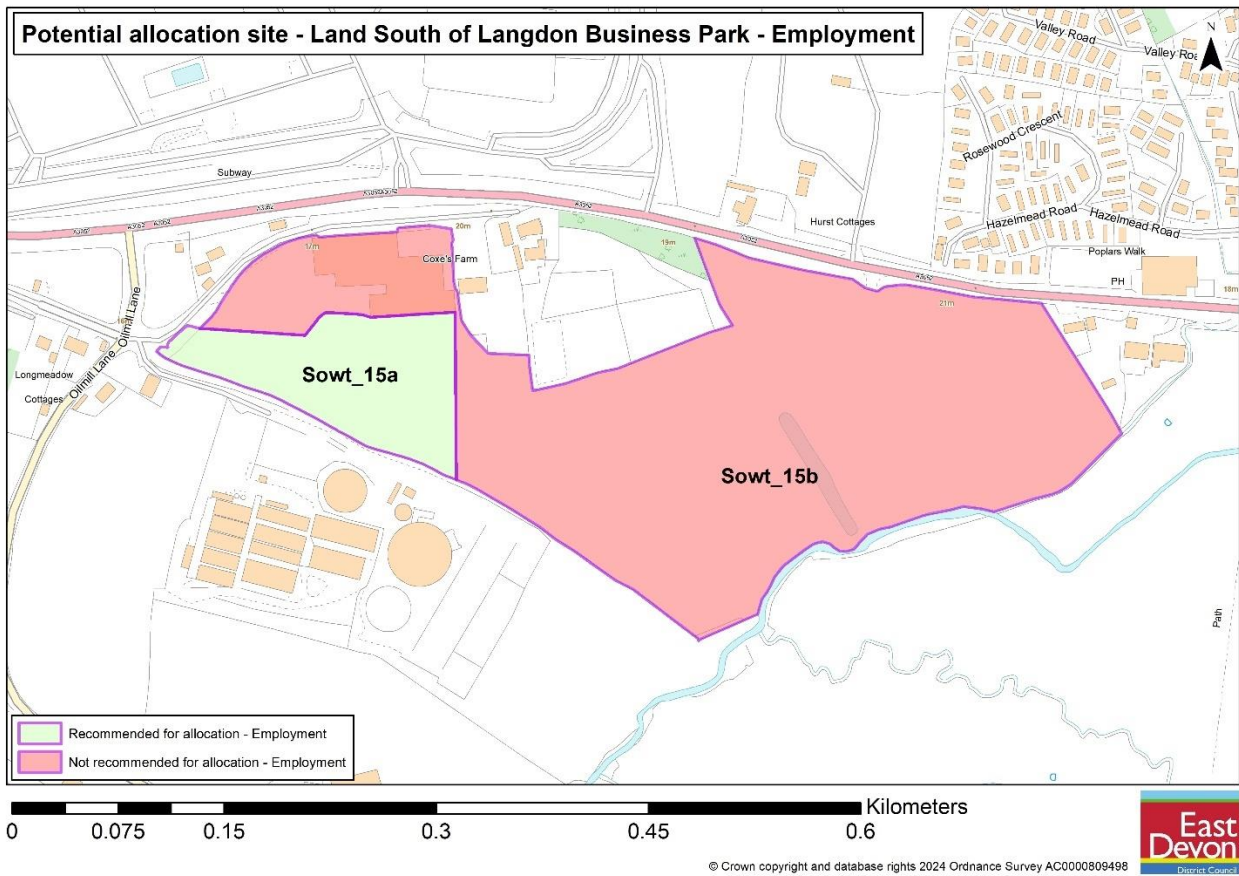 Potential allocation site - Land South of Langdon Business Park - Employment
Valley Road
N
Rosewood Crescent
Subway
Hurst Cottages
Hazelmead Road
Hazelmead Road
A3052
A3052
A3052
20m
17m
Coxe's Farm
19m
Poplars Walk
PH
21m
18m
Oilmill Lane
Oilmill Lane
Longmeadow
Cottages
Sowt_15a
Sowt_15b
Path
Recommended for allocation - Employment
Not recommended for allocation - Employment
Kilometers
0 0.075 0.15 0.3 0.45 0.6
East
Devon
District Council
© Crown copyright and database rights 2024 Ordnance Survey AC0000809498